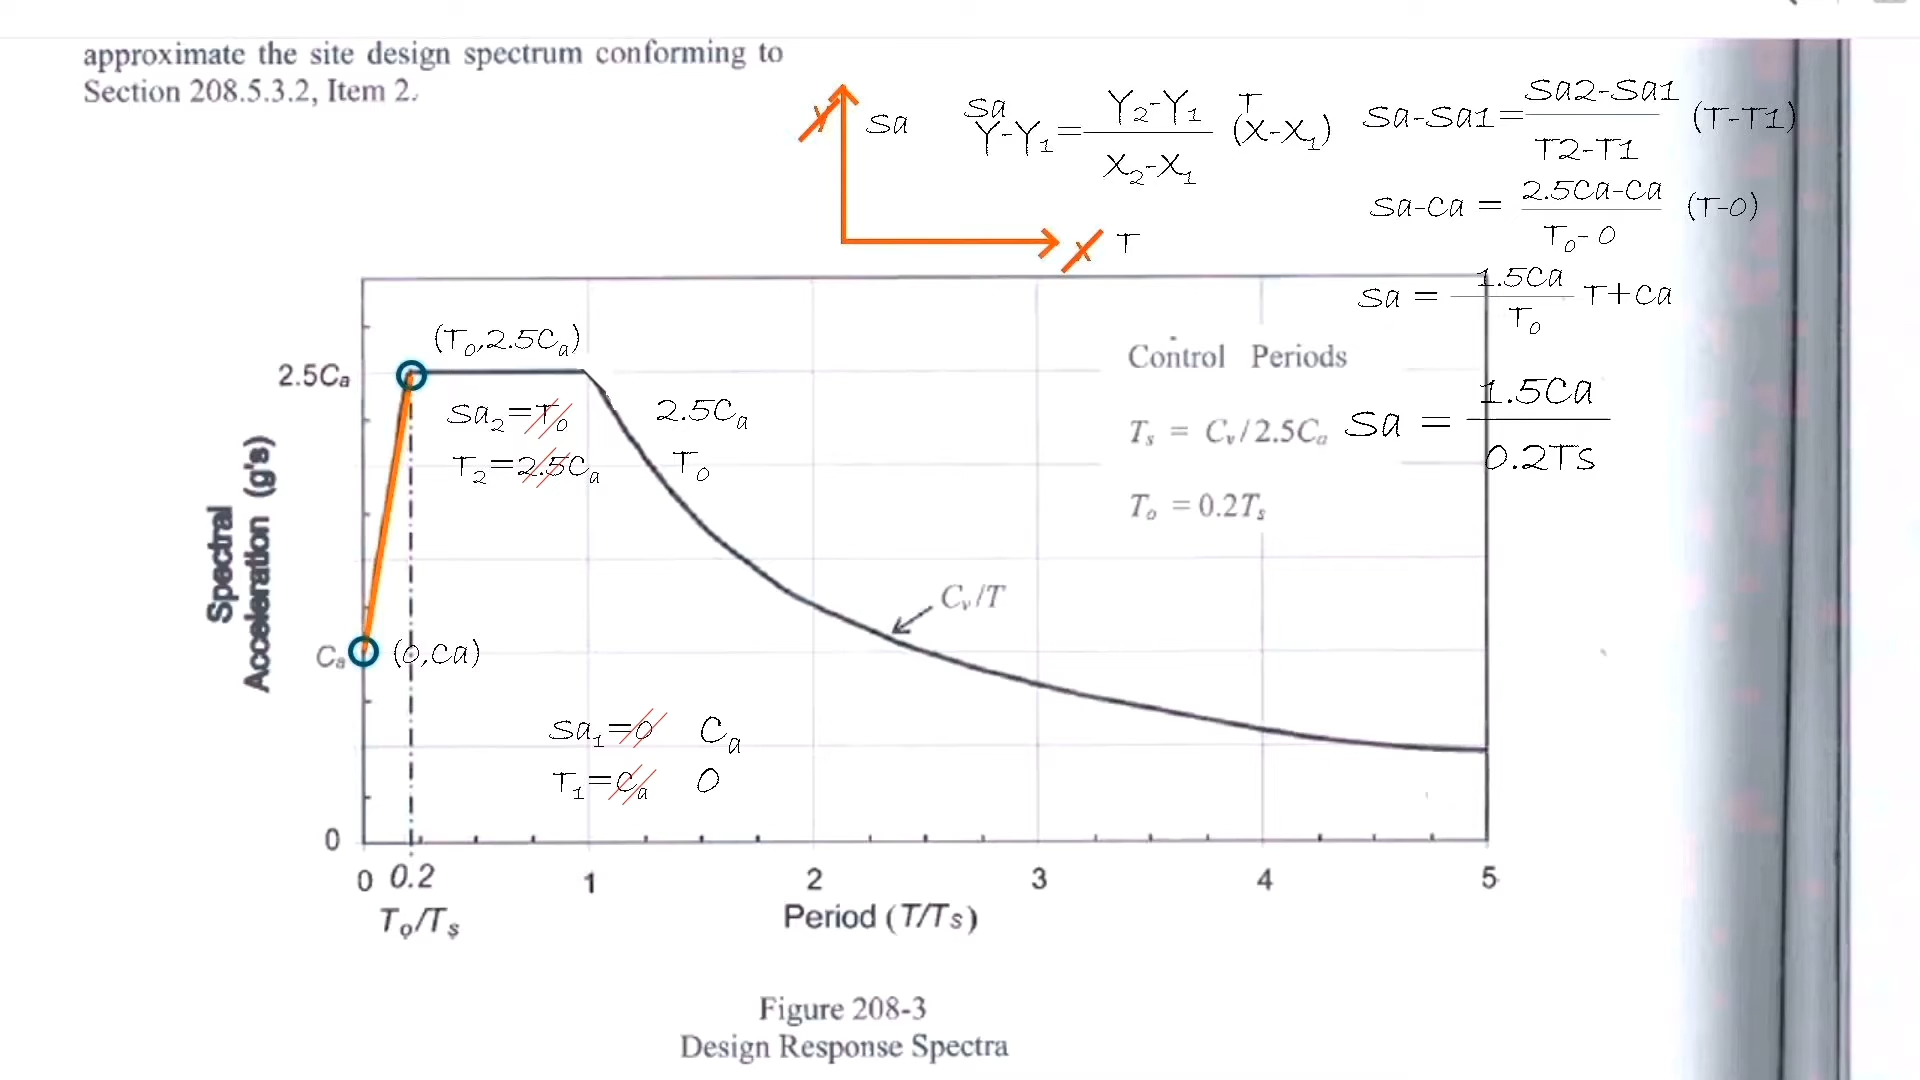 approximate the site design spectrum conforming to
Section 208.5.3.2, Item 2.
Y Sa
X T
Sa T
Y-Y₁= Y₂-Y₁ / X₂-X₁ (X-X₁)
Sa-Sa1= Sa2-Sa1 / T2-T1 (T-T1)
Sa-Ca = 2.5Ca-Ca / T₀-0 (T-0)
Sa = 1.5Ca / T₀ T+Ca
Sa = 1.5Ca / 0.2Ts
(T₀,2.5Cₐ)
2.5Cₐ
Sa₂=T₀ 2.5Cₐ
T₂=2.5Cₐ T₀
Control Periods
Tₛ = Cᵥ/2.5Cₐ
Tₒ = 0.2Tₛ
Cᵥ/T
Spectral
Acceleration (g's)
Cₐ (0,Ca)
Sa₁=0 Cₐ
T₁=Cₐ 0
0
0 0.2 1 2 3 4 5
Tₒ/Tₛ Period (T/Tₛ)
Figure 208-3
Design Response Spectra